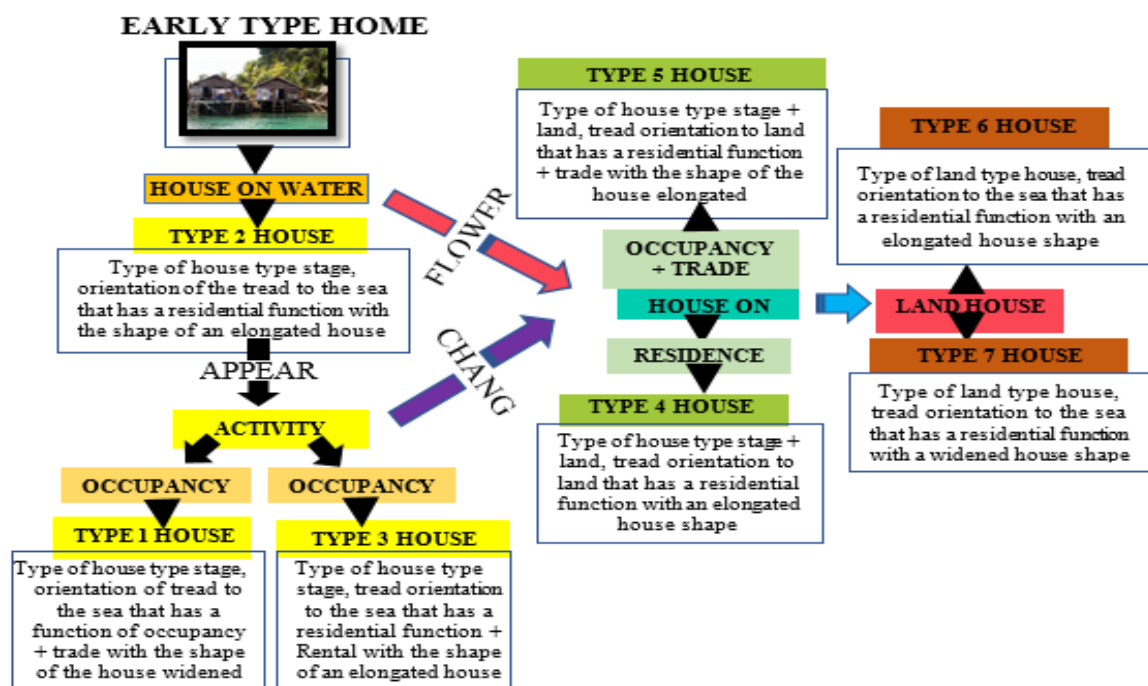 EARLY TYPE HOME
HOUSE ON WATER
TYPE 2 HOUSE
Type of house type stage,
orientation of the tread to the sea
that has a residential function with
the shape of an elongated house
APPEAR
ACTIVITY
OCCUPANCY
TYPE 1 HOUSE
Type of house type stage,
orientation of tread to
the sea that has a
function of occupancy
+ trade with the shape
of the house widened
OCCUPANCY
TYPE 3 HOUSE
Type of house type
stage, tread orientation
to the sea that has a
residential function +
Rental with the shape
of an elongated house
FLOWER
CHANG
TYPE 5 HOUSE
Type of house type stage +
land, tread orientation to land
that has a residential function
+ trade with the shape of the
house elongated
OCCUPANCY
+ TRADE
HOUSE ON
RESIDENCE
TYPE 4 HOUSE
Type of house type stage +
land, tread orientation to
land that has a residential
function with an elongated
house shape
TYPE 6 HOUSE
Type of land type house, tread
orientation to the sea that has
a residential function with an
elongated house shape
LAND HOUSE
TYPE 7 HOUSE
Type of land type house,
tread orientation to the sea
that has a residential function
with a widened house shape